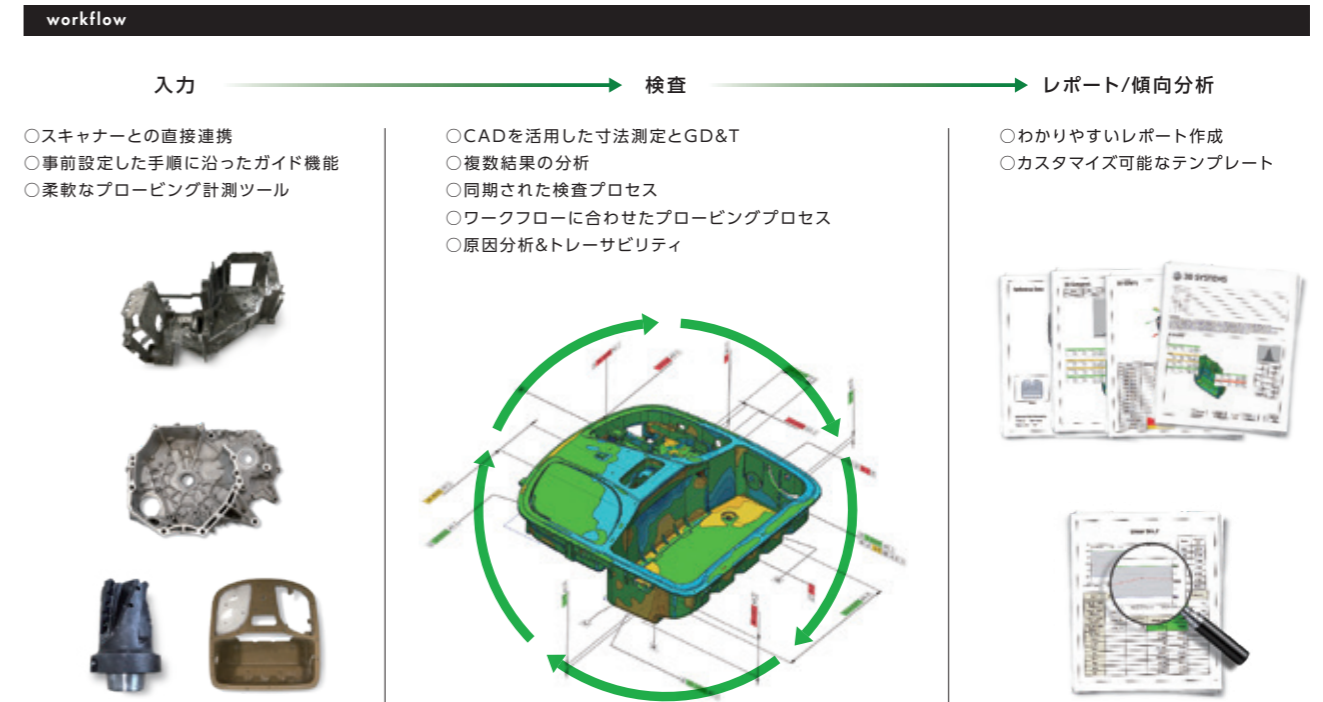 workflow
入力
検査
レポート/傾向分析
○スキャナーとの直接連携
○事前設定した手順に沿ったガイド機能
○柔軟なプロービング計測ツール
○CADを活用した寸法測定とGD&T
○複数結果の分析
○同期された検査プロセス
○ワークフローに合わせたプロービングプロセス
○原因分析&トレーサビリティ
○わかりやすいレポート作成
○カスタマイズ可能なテンプレート
3D SYSTEMS